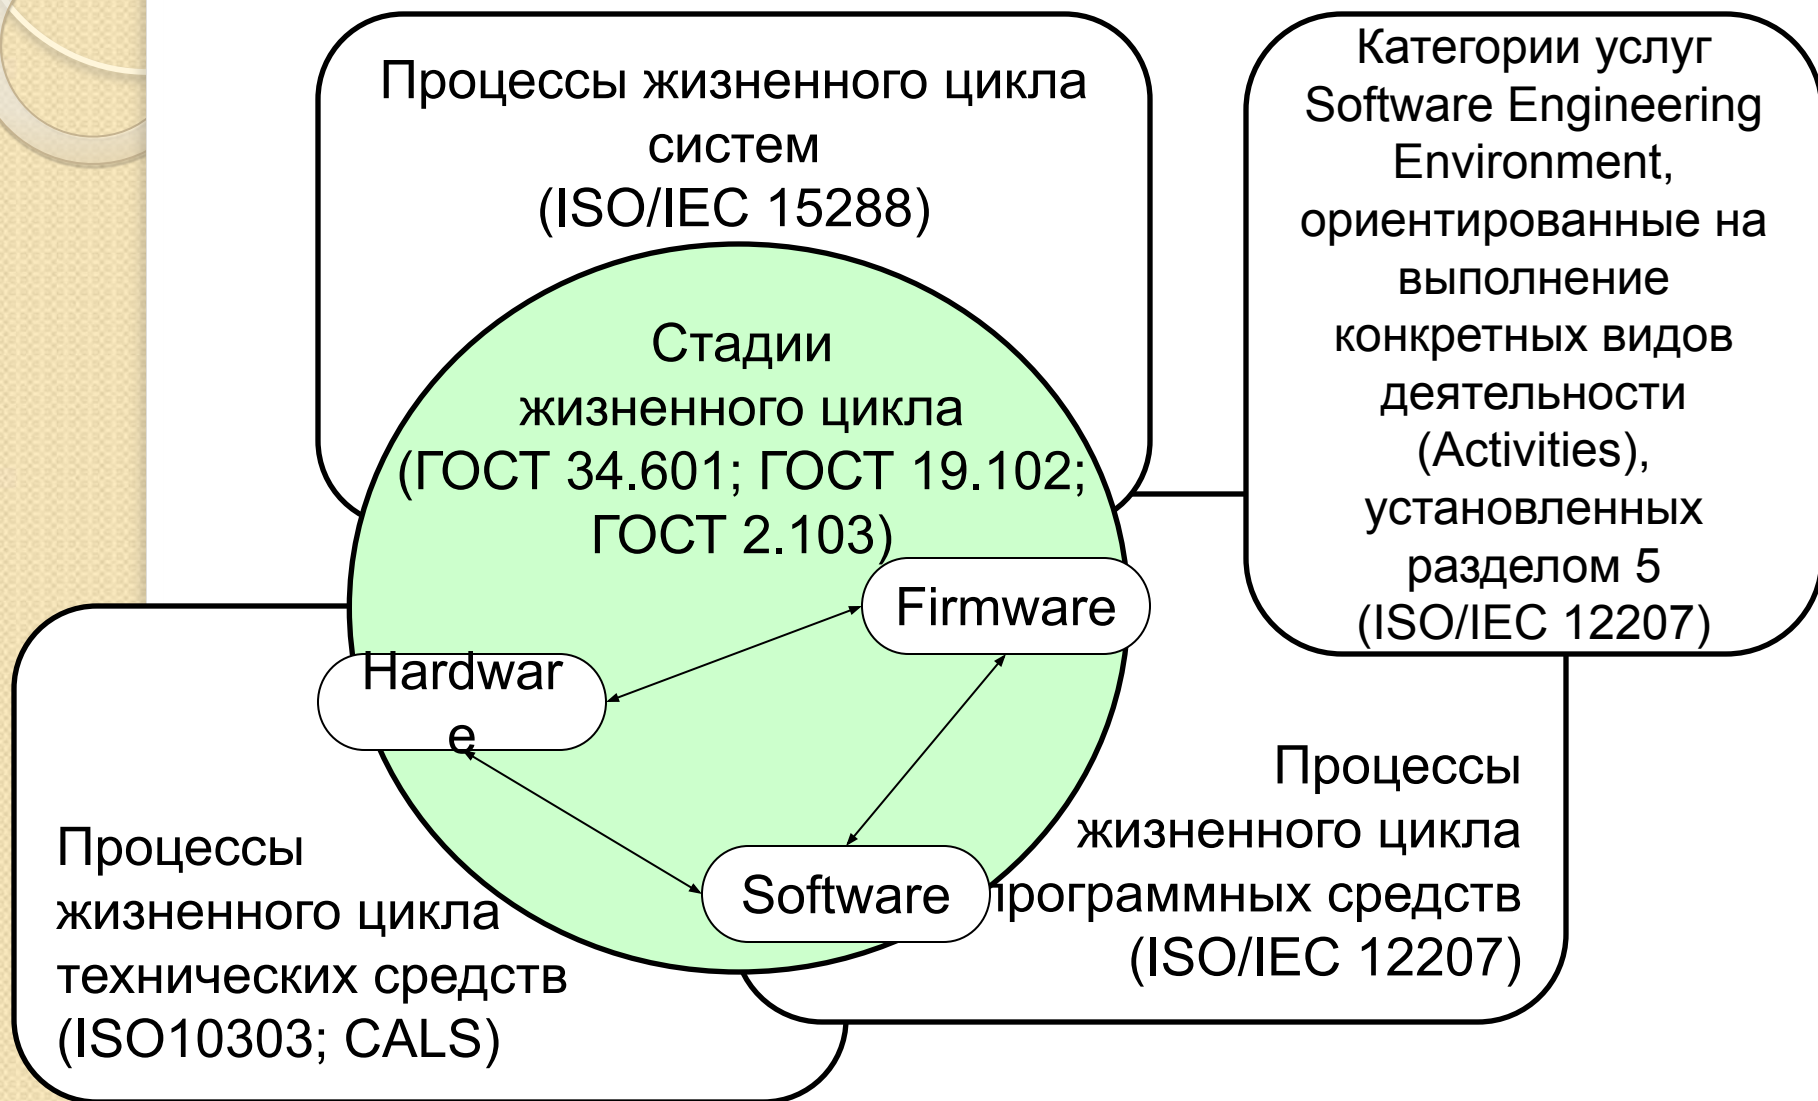 Процессы жизненного цикла
систем
(ISO/IEC 15288)
Категории услуг
Software Engineering
Environment,
ориентированные на
выполнение
конкретных видов
деятельности
(Activities),
установленных
разделом 5
(ISO/IEC 12207)
Стадии
жизненного цикла
(ГОСТ 34.601; ГОСТ 19.102;
ГОСТ 2.103)
Firmware
Hardwar
e
Software
Процессы
жизненного цикла
технических средств
(ISO10303; CALS)
Процессы
жизненного цикла
программных средств
(ISO/IEC 12207)